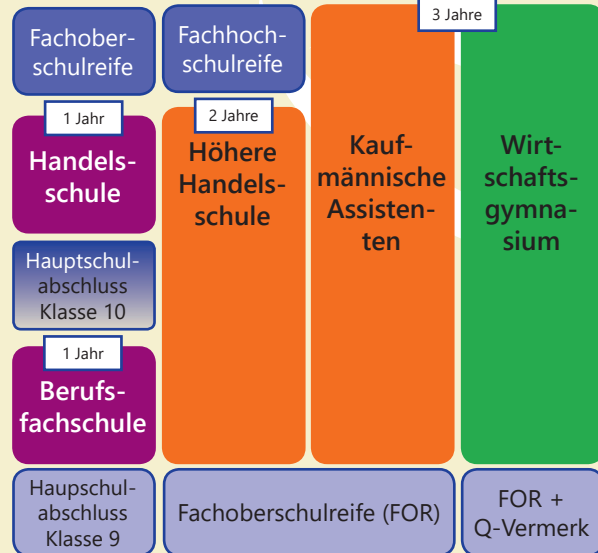 3 Jahre
Fachober-
schulreife
Fachhoch-
schulreife
1 Jahr
2 Jahre
Handels-
schule
Höhere
Handels-
schule
Kauf-
männische
Assisten-
ten
Wirt-
schafts-
gymna-
sium
Hauptschul-
abschluss
Klasse 10
1 Jahr
Berufs-
fachschule
Haupschul-
abschluss
Klasse 9
Fachoberschulreife (FOR)
FOR +
Q-Vermerk